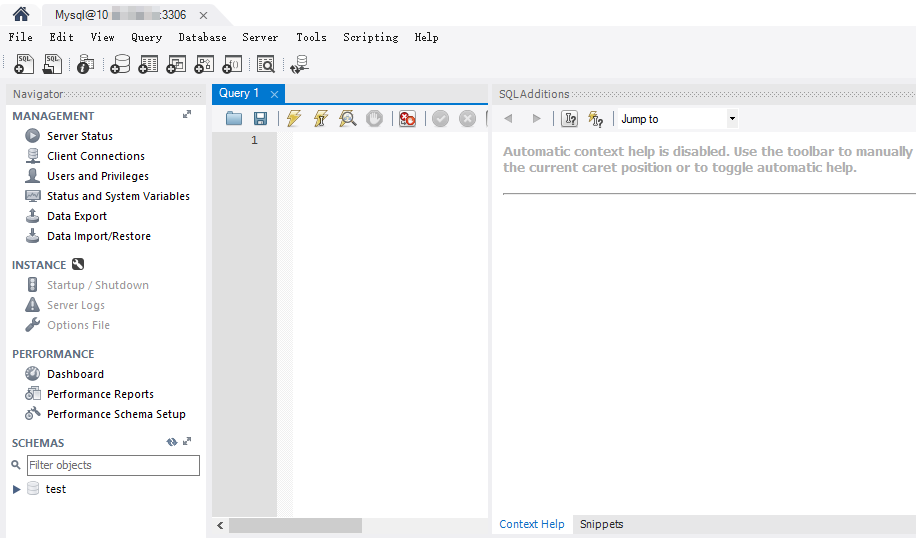 Mysql@10 :3306
File Edit View Query Database Server Tools Scripting Help
SQL SQL
Navigator
MANAGEMENT
Server Status
Client Connections
Users and Privileges
Status and System Variables
Data Export
Data Import/Restore
INSTANCE
Startup / Shutdown
Server Logs
Options File
PERFORMANCE
Dashboard
Performance Reports
Performance Schema Setup
SCHEMAS
Filter objects
test
Query 1
1
SQLAdditions
Jump to
Automatic context help is disabled. Use the toolbar to manually
the current caret position or to toggle automatic help.
Context Help Snippets